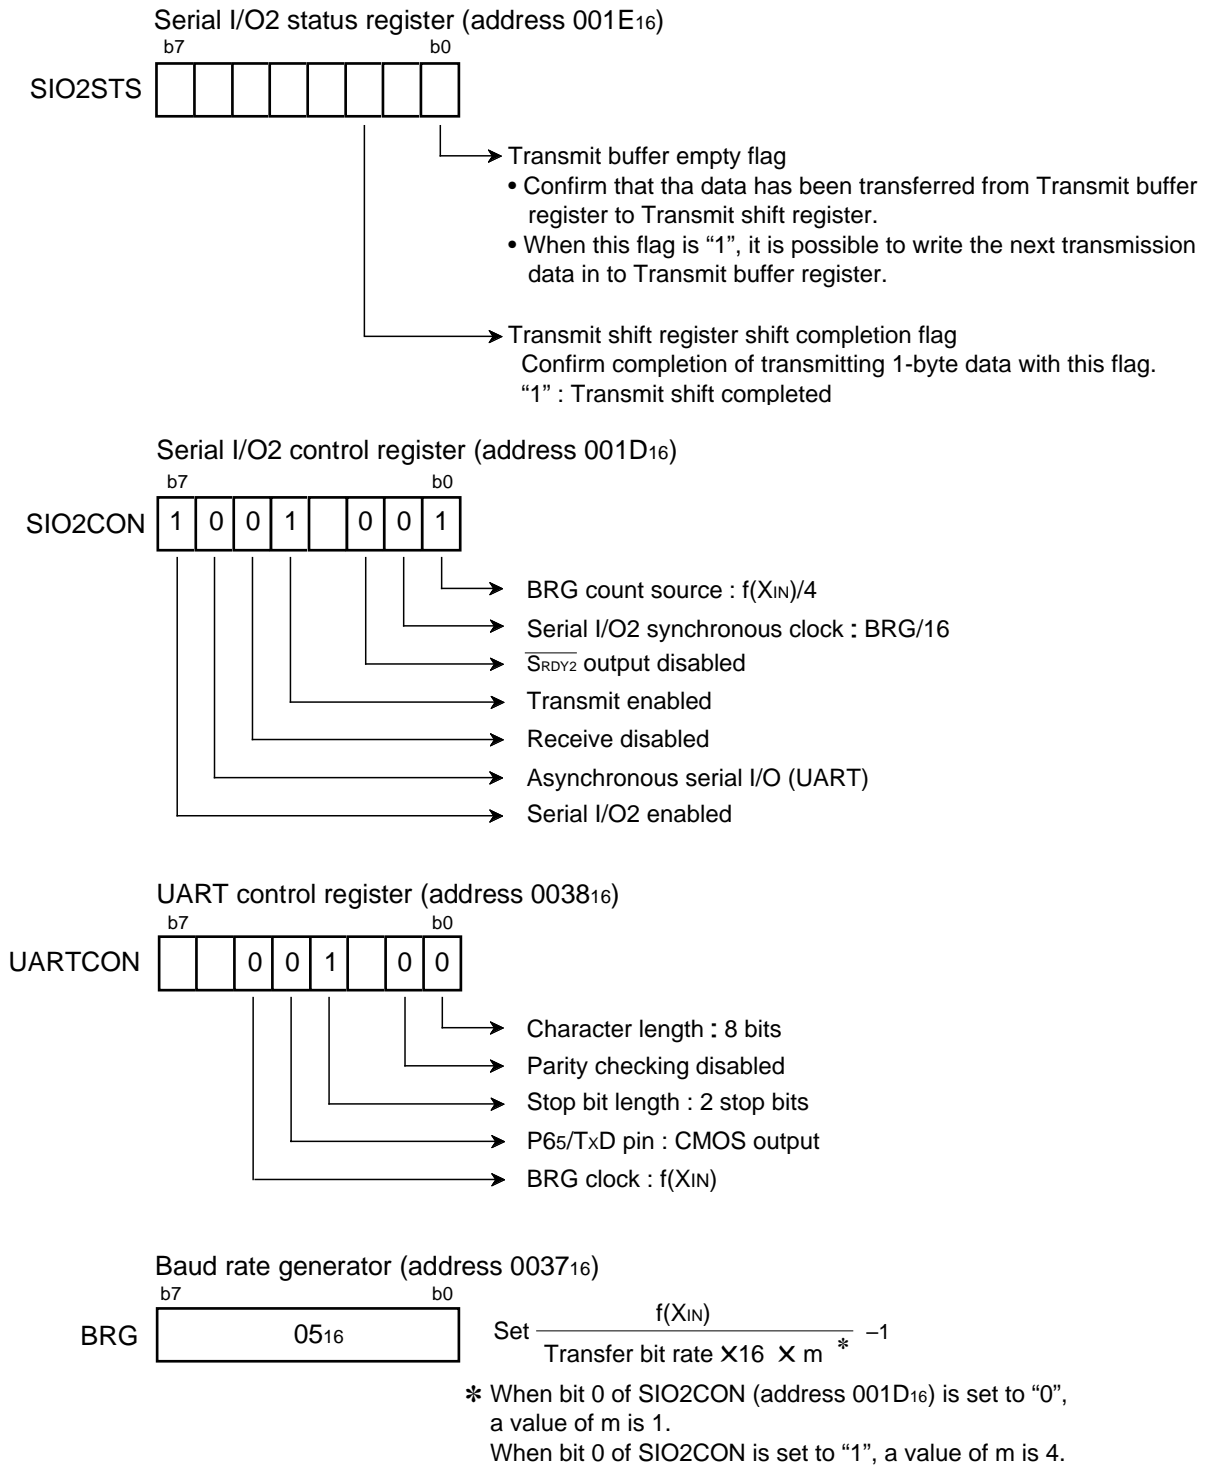 Serial I/O2 status register (address 001E16)
b7 b0
SIO2STS
Transmit buffer empty flag
• Confirm that tha data has been transferred from Transmit buffer
register to Transmit shift register.
• When this flag is “1”, it is possible to write the next transmission
data in to Transmit buffer register.
Transmit shift register shift completion flag
Confirm completion of transmitting 1-byte data with this flag.
“1” : Transmit shift completed
Serial I/O2 control register (address 001D16)
b7 b0
SIO2CON 1 0 0 1 0 0 1
BRG count source : f(XIN)/4
Serial I/O2 synchronous clock : BRG/16
SRDY2 output disabled
Transmit enabled
Receive disabled
Asynchronous serial I/O (UART)
Serial I/O2 enabled
UART control register (address 003816)
b7 b0
UARTCON 0 0 1 0 0
Character length : 8 bits
Parity checking disabled
Stop bit length : 2 stop bits
P65/TXD pin : CMOS output
BRG clock : f(XIN)
Baud rate generator (address 003716)
b7 b0
BRG 0516
Set f(XIN)
Transfer bit rate ✕16 ✕ m ✻ –1
✻ When bit 0 of SIO2CON (address 001D16) is set to “0”,
a value of m is 1.
When bit 0 of SIO2CON is set to “1”, a value of m is 4.